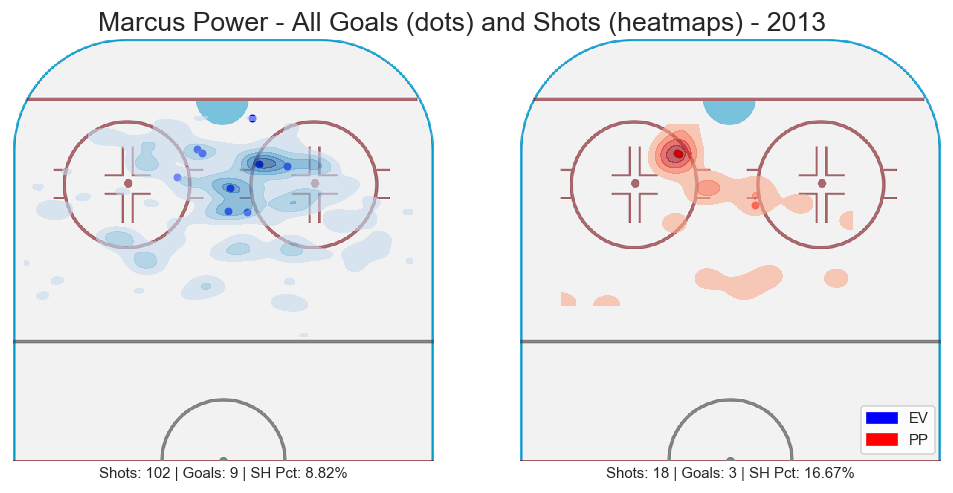 Marcus Power - All Goals (dots) and Shots (heatmaps) - 2013
EV
PP
Shots: 102 | Goals: 9 | SH Pct: 8.82%
Shots: 18 | Goals: 3 | SH Pct: 16.67%